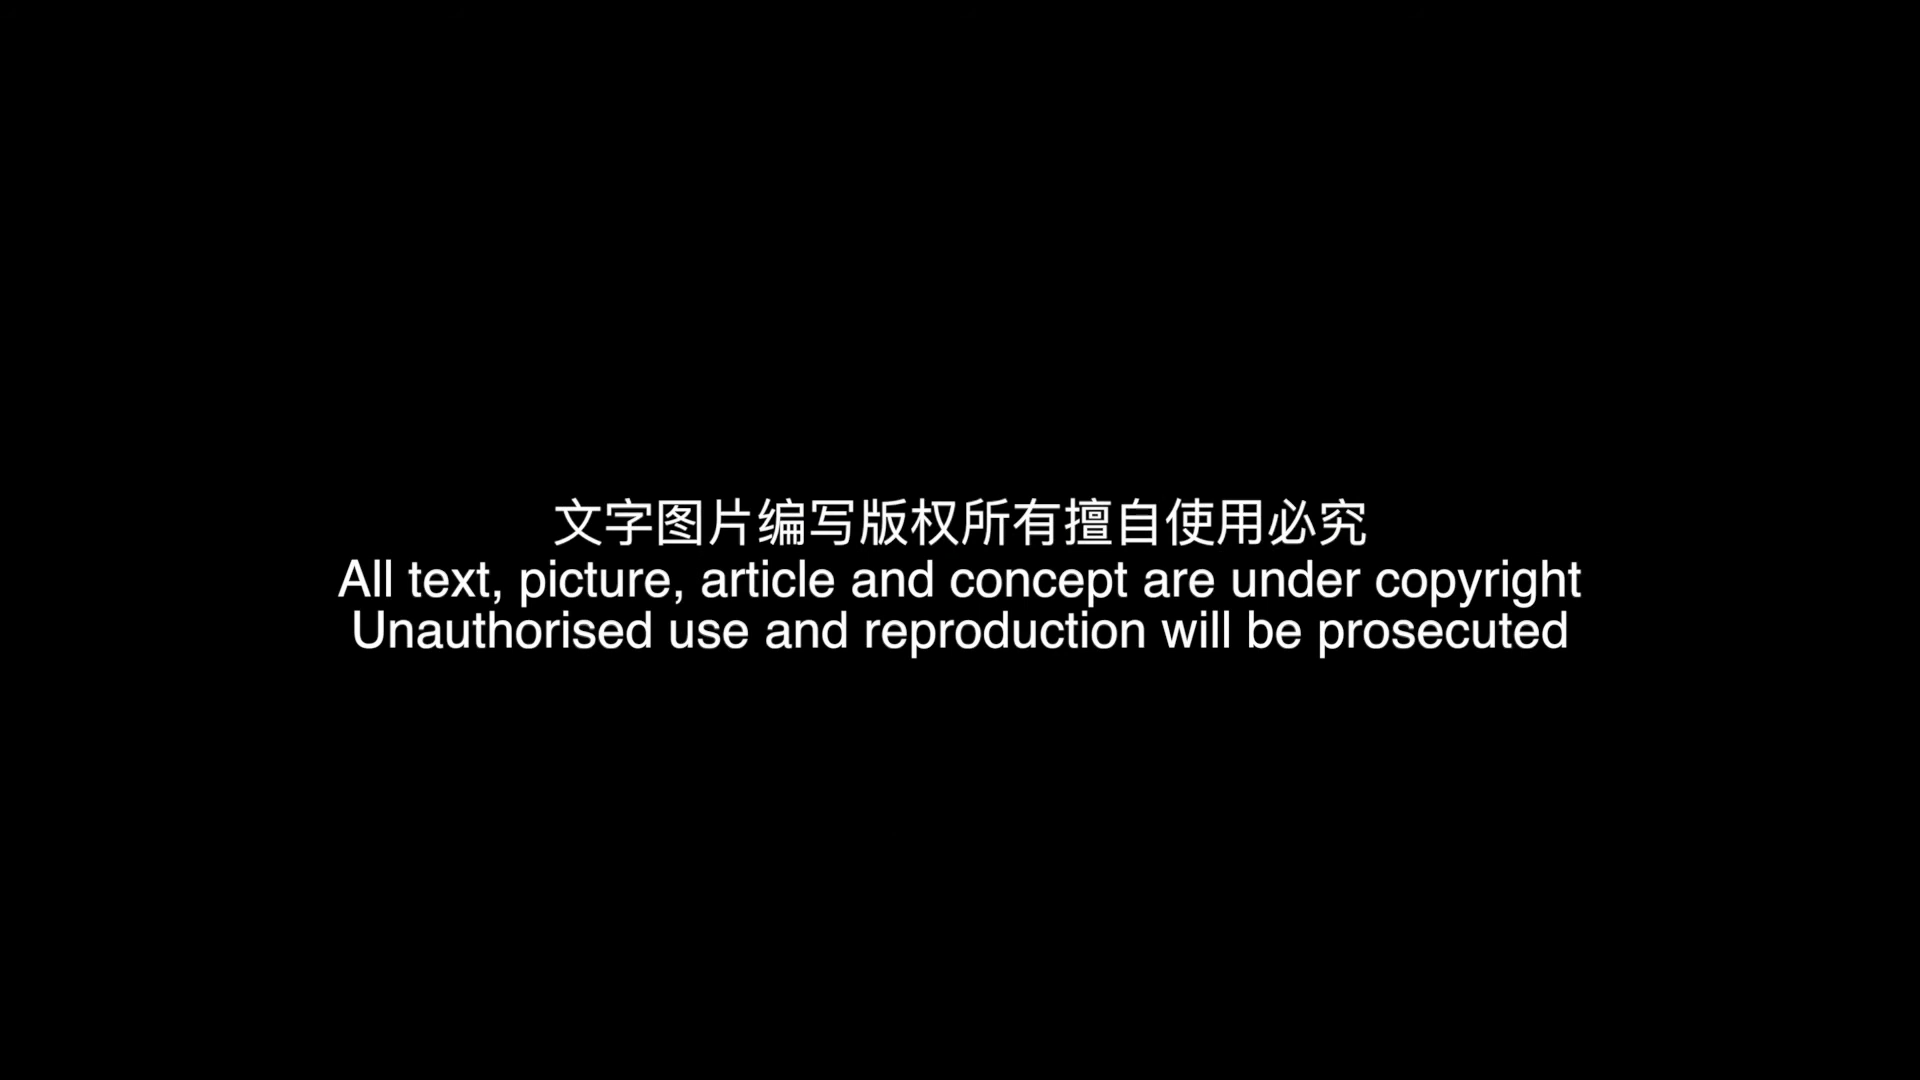 文字图片编写版权所有擅自使用必究
All text, picture, article and concept are under copyright
Unauthorised use and reproduction will be prosecuted